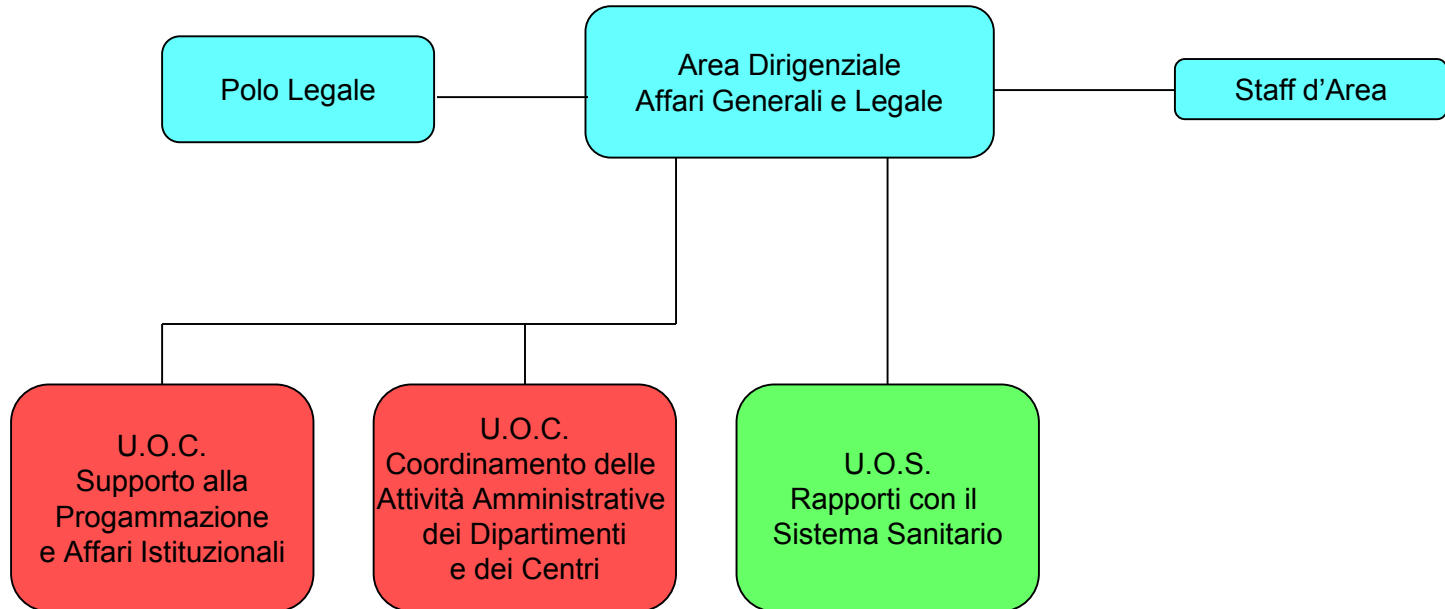 Polo Legale
Area Dirigenziale
Affari Generali e Legale
Staff d’Area
U.O.C.
Supporto alla
Progammazione
e Affari Istituzionali
U.O.C.
Coordinamento delle
Attività Amministrative
dei Dipartimenti
e dei Centri
U.O.S.
Rapporti con il
Sistema Sanitario